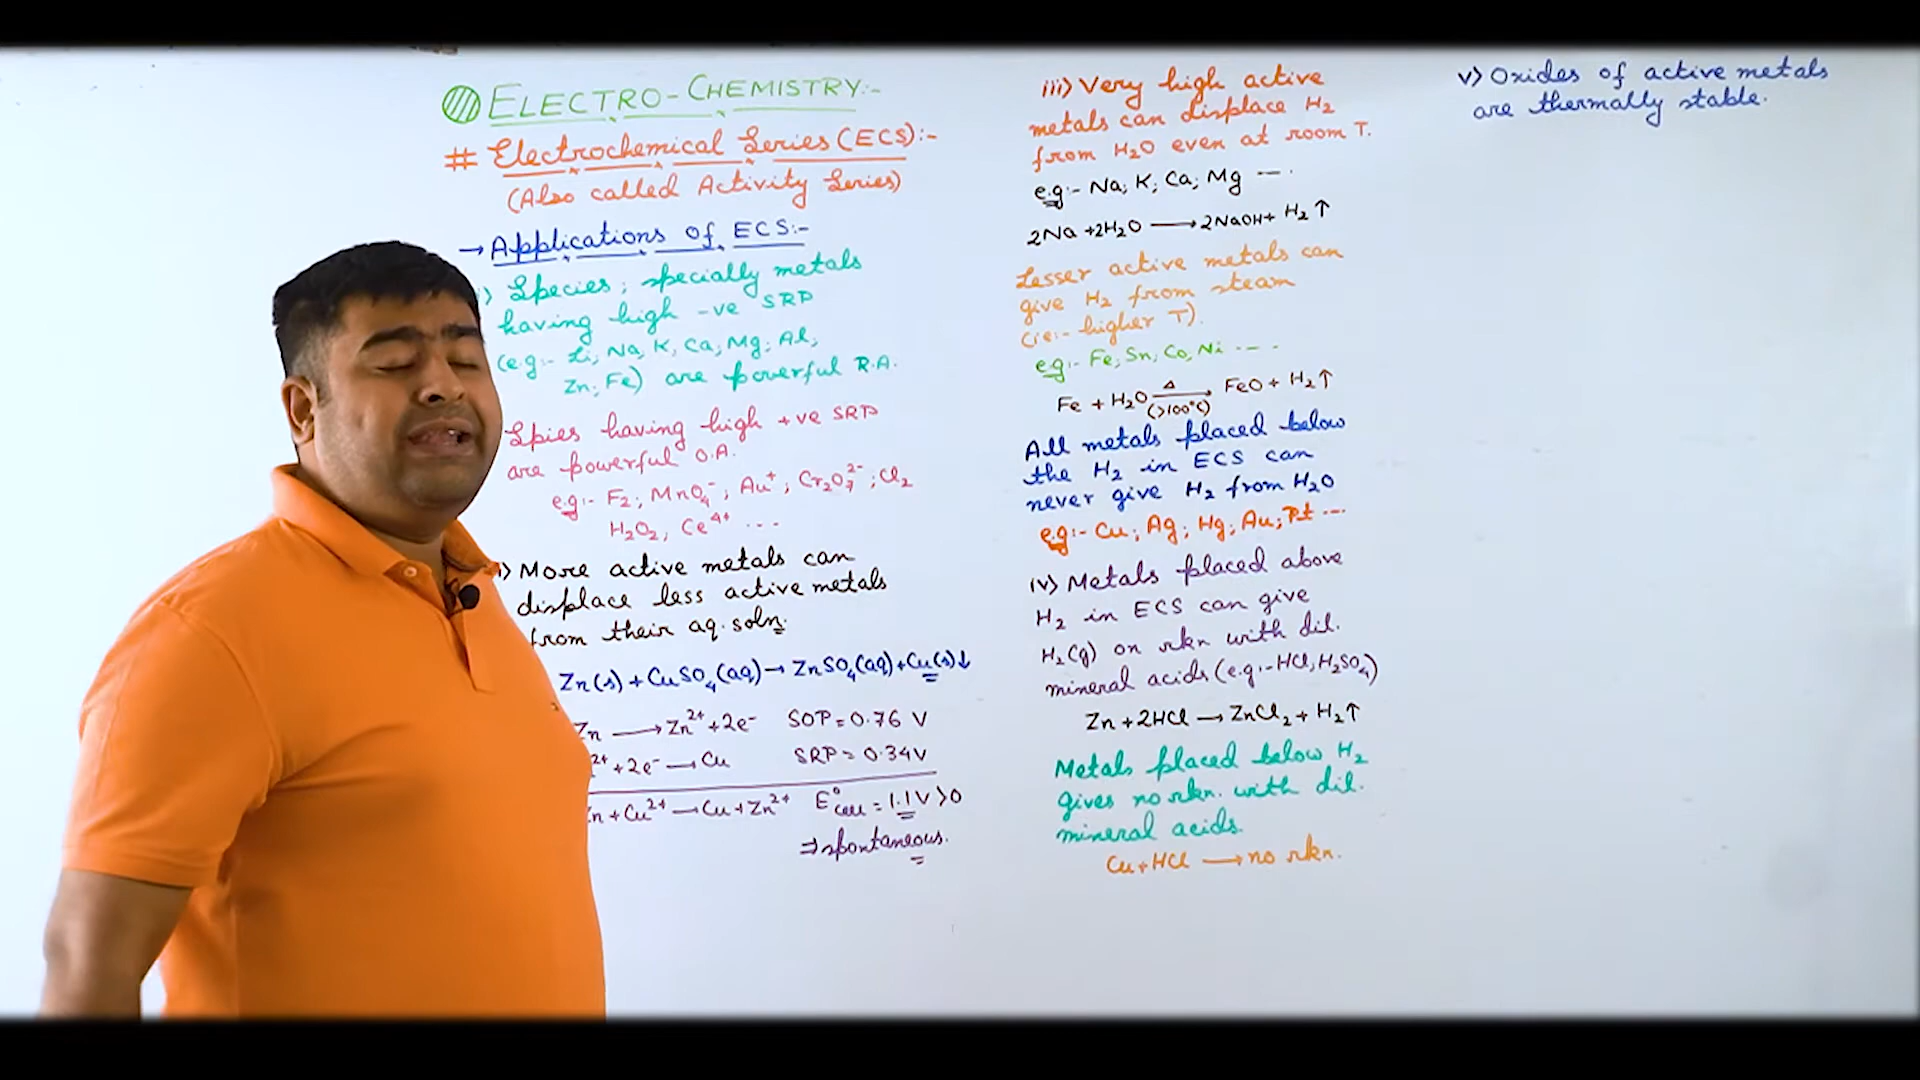 ELECTRO-CHEMISTRY:-
# Electrochemical Series (ECS):-
(Also called Activity Series)
→ Applications of ECS:-
i) Species; specially metals
having high -ve SRP
(e.g:- Li, Na, K, Ca, Mg, Al,
Zn, Fe) are powerful R.A.
Spies having high +ve SRP
are powerful O.A.
e.g:- F₂; MnO₄⁻; Au⁺; Cr₂O₇²⁻; Cl₂
H₂O₂, Ce⁴⁺ ...
) More active metals can
displace less active metals
from their aq. soln.
Zn(s) + CuSO₄(aq) → ZnSO₄(aq) + Cu(s)↓
Zn → Zn²⁺ + 2e⁻ SOP = 0.76 V
²⁺ + 2e⁻ → Cu SRP = 0.34V
Zn + Cu²⁺ → Cu + Zn²⁺ E°cell = 1.1V > 0
⇒ spontaneous.
iii) Very high active
metals can displace H₂
from H₂O even at room T.
e.g:- Na, K, Ca, Mg ---.
2Na + 2H₂O → 2NaOH + H₂↑
Lesser active metals can
give H₂ from steam
(ie:- higher T).
e.g:- Fe, Sn, Co, Ni ---.
Fe + H₂O Δ→ (>100°C) FeO + H₂↑
All metals placed below
the H₂ in ECS can
never give H₂ from H₂O
e.g:- Cu; Ag; Hg; Au; Pt ---
iv) Metals placed above
H₂ in ECS can give
H₂(g) on rkn with dil.
mineral acids (e.g:- HCl, H₂SO₄)
Zn + 2HCl → ZnCl₂ + H₂↑
Metals placed below H₂
gives no rkn. with dil.
mineral acids.
Cu + HCl → no rkn.
v) Oxides of active metals
are thermally stable.